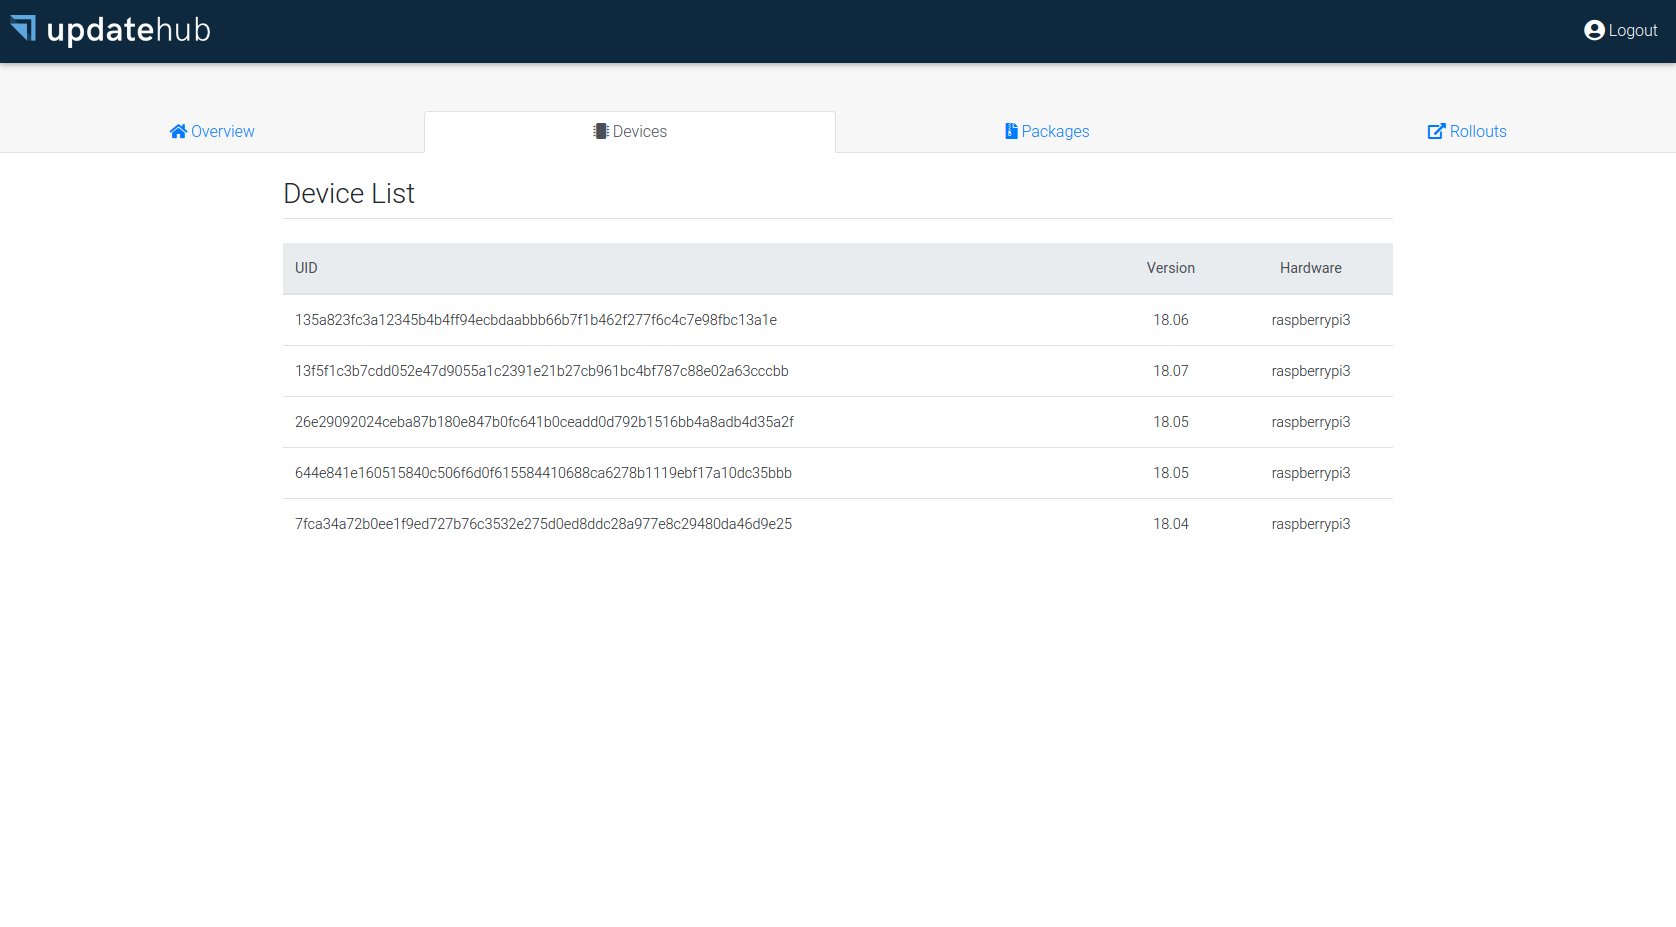 updatehub
Logout
Overview
Devices
Packages
Rollouts
Device List
UID Version Hardware
135a823fc3a12345b4b4ff94ecbdaabbb66b7f1b462f277f6c4c7e98fbc13a1e 18.06 raspberrypi3
13f5f1c3b7cdd052e47d9055a1c2391e21b27cb961bc4bf787c88e02a63cccbb 18.07 raspberrypi3
26e29092024ceba87b180e847b0fc641b0ceadd0d792b1516bb4a8adb4d35a2f 18.05 raspberrypi3
644e841e160515840c506f6d0f615584410688ca6278b1119ebf17a10dc35bbb 18.05 raspberrypi3
7fca34a72b0ee1f9ed727b76c3532e275d0ed8ddc28a977e8c29480da46d9e25 18.04 raspberrypi3